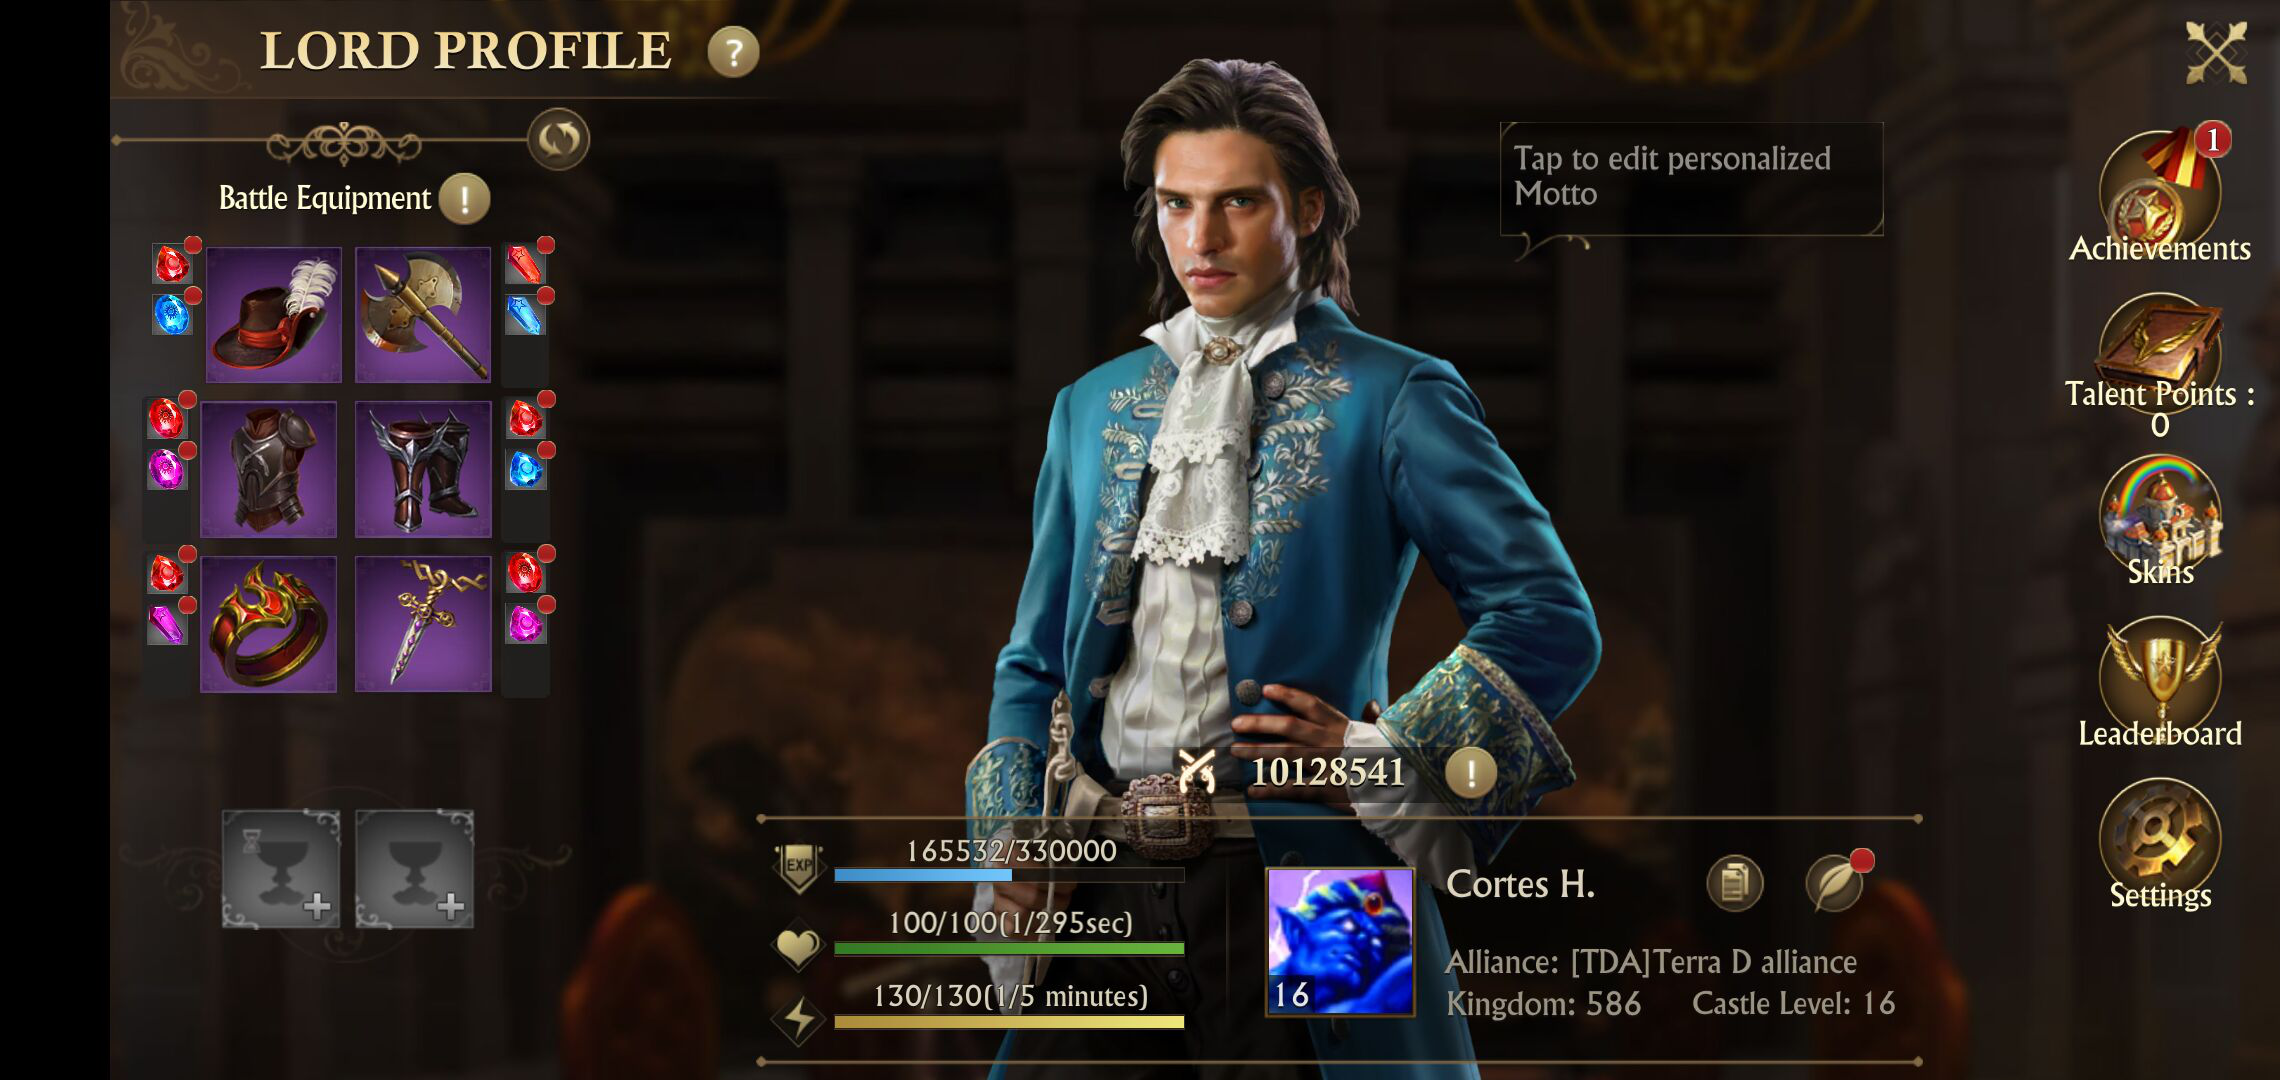 LORD PROFILE ?
Battle Equipment !
Tap to edit personalized
Motto
1
Achievements
Talent Points :
0
Skins
Leaderboard
Settings
10128541 !
EXP
165532/330000
100/100(1/295sec)
130/130(1/5 minutes)
16
Cortes H.
Alliance: [TDA]Terra D alliance
Kingdom: 586 Castle Level: 16